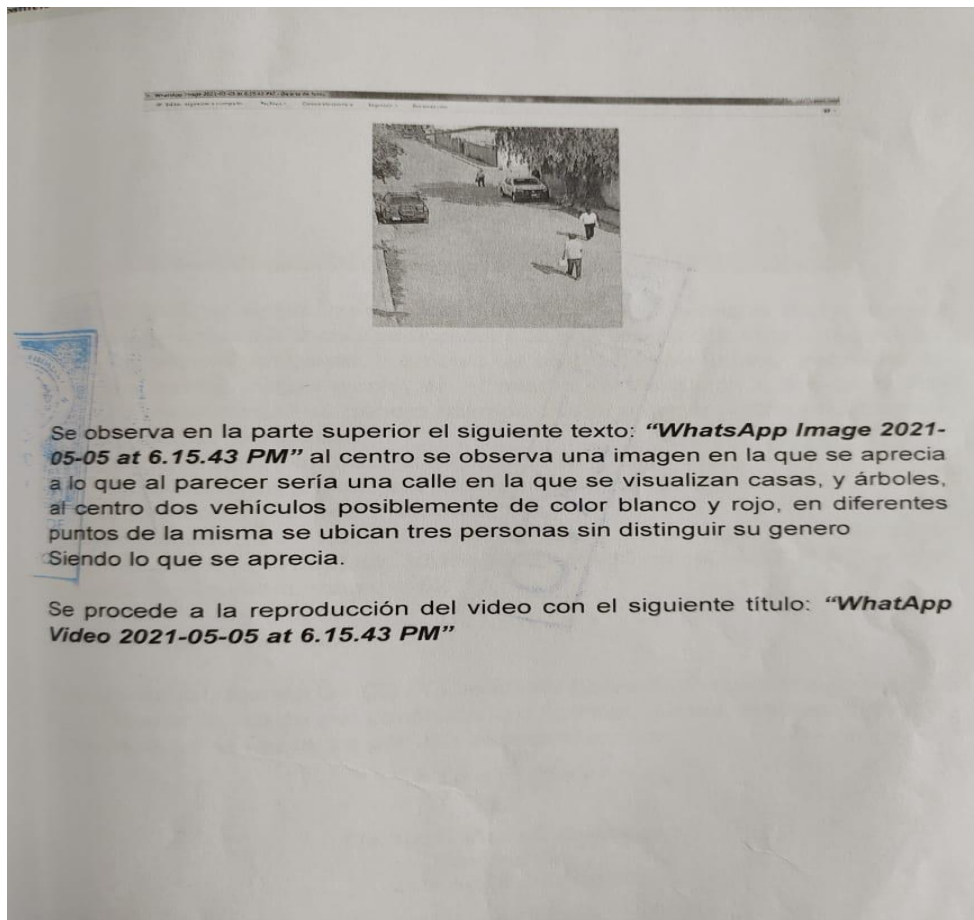 Se observa en la parte superior el siguiente texto: “WhatsApp Image 2021-
05-05 at 6.15.43 PM” al centro se observa una imagen en la que se aprecia
a lo que al parecer sería una calle en la que se visualizan casas, y árboles,
al centro dos vehículos posiblemente de color blanco y rojo, en diferentes
puntos de la misma se ubican tres personas sin distinguir su genero
Siendo lo que se aprecia.
Se procede a la reproducción del video con el siguiente título: “WhatApp
Video 2021-05-05 at 6.15.43 PM”